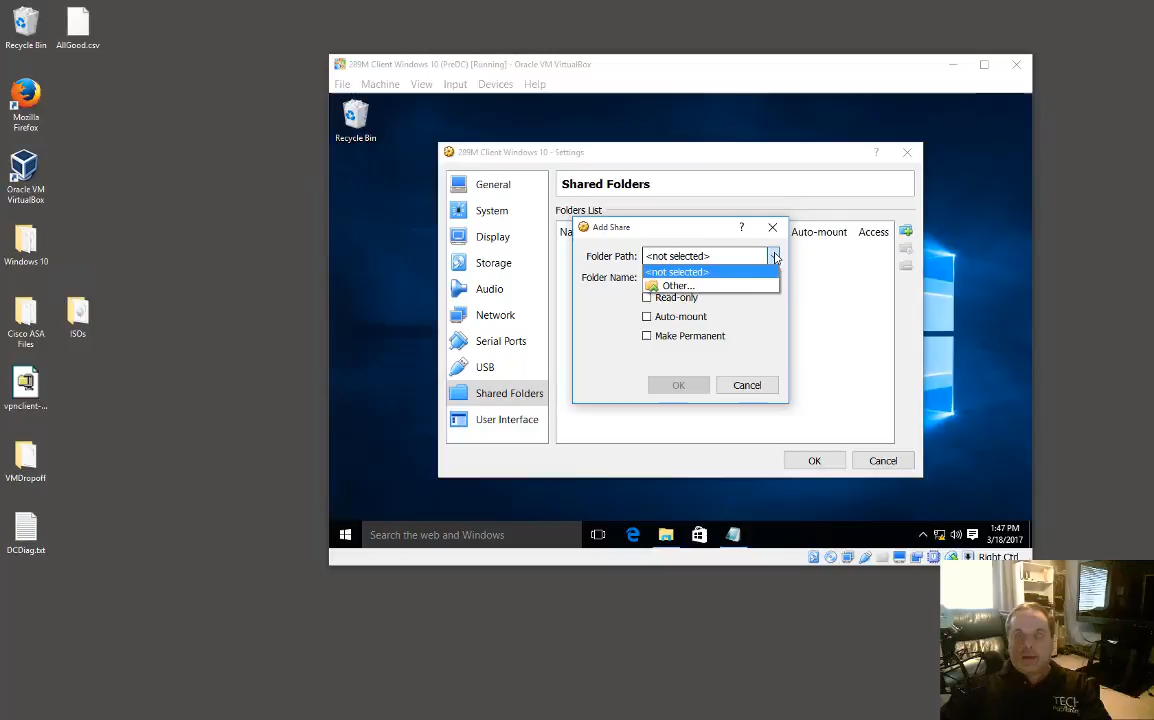 Recycle Bin
AllGood.csv
Mozilla
Firefox
Oracle VM
VirtualBox
Windows 10
Cisco ASA
Files
ISOs
vpnclient-...
VMDropoff
DCDiag.txt
289M Client Windows 10 (PreDC) [Running] - Oracle VM VirtualBox
File Machine View Input Devices Help
Recycle Bin
289M Client Windows 10 - Settings
?
General
System
Display
Storage
Audio
Network
Serial Ports
USB
Shared Folders
User Interface
Shared Folders
Folders List
Na
Auto-mount Access
Add Share
?
Folder Path: <not selected>
<not selected>
Other...
Folder Name:
Read-only
Auto-mount
Make Permanent
OK Cancel
OK Cancel
Search the web and Windows
1:47 PM
3/18/2017
Right Ctrl
TECH